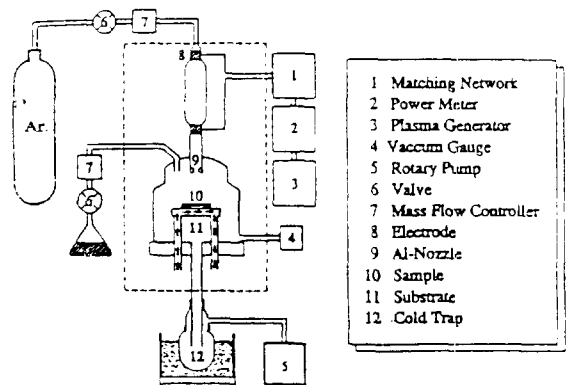 6
7
8
1
Ar.
2
9
7
3
10
6
11
4
12
5
1 Matching Network
2 Power Meter
3 Plasma Generator
4 Vaccum Gauge
5 Rotary Pump
6 Valve
7 Mass Flow Controller
8 Electrode
9 Al-Nozzle
10 Sample
11 Substrate
12 Cold Trap